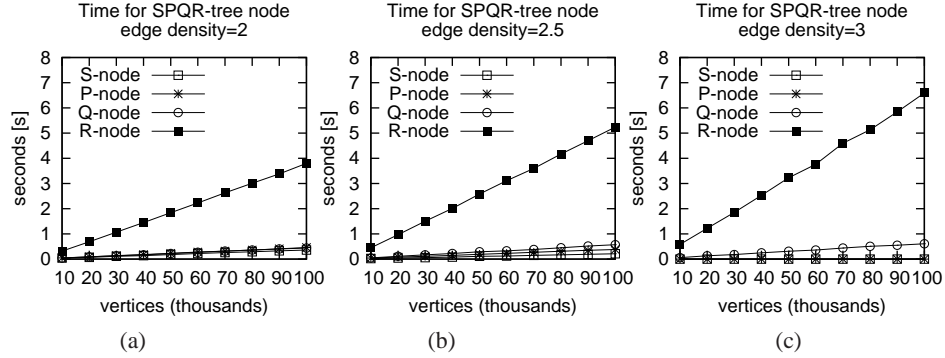 Time for SPQR-tree node
edge density=2
8
7
6
5
4
3
2
1
0
seconds [s]
S-node
P-node
Q-node
R-node
10 20 30 40 50 60 70 80 90 100
vertices (thousands)
(a)
Time for SPQR-tree node
edge density=2.5
8
7
6
5
4
3
2
1
0
seconds [s]
S-node
P-node
Q-node
R-node
10 20 30 40 50 60 70 80 90 100
vertices (thousands)
(b)
Time for SPQR-tree node
edge density=3
8
7
6
5
4
3
2
1
0
seconds [s]
S-node
P-node
Q-node
R-node
10 20 30 40 50 60 70 80 90 100
vertices (thousands)
(c)